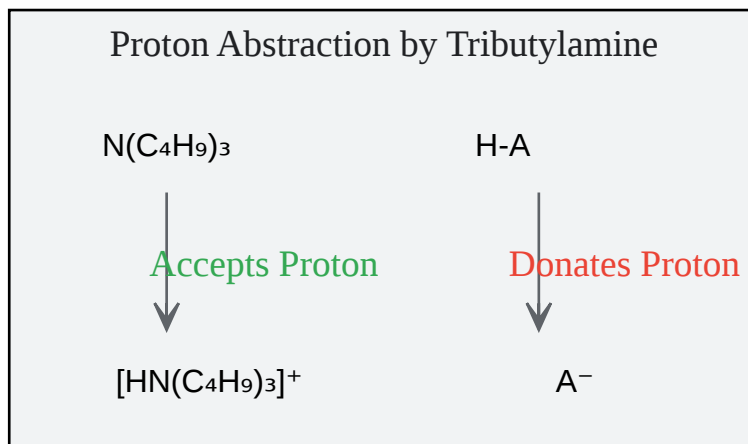 Proton Abstraction by Tributylamine
N(C₄H₉)₃
H-A
Accepts Proton
Donates Proton
[HN(C₄H₉)₃]⁺
A⁻